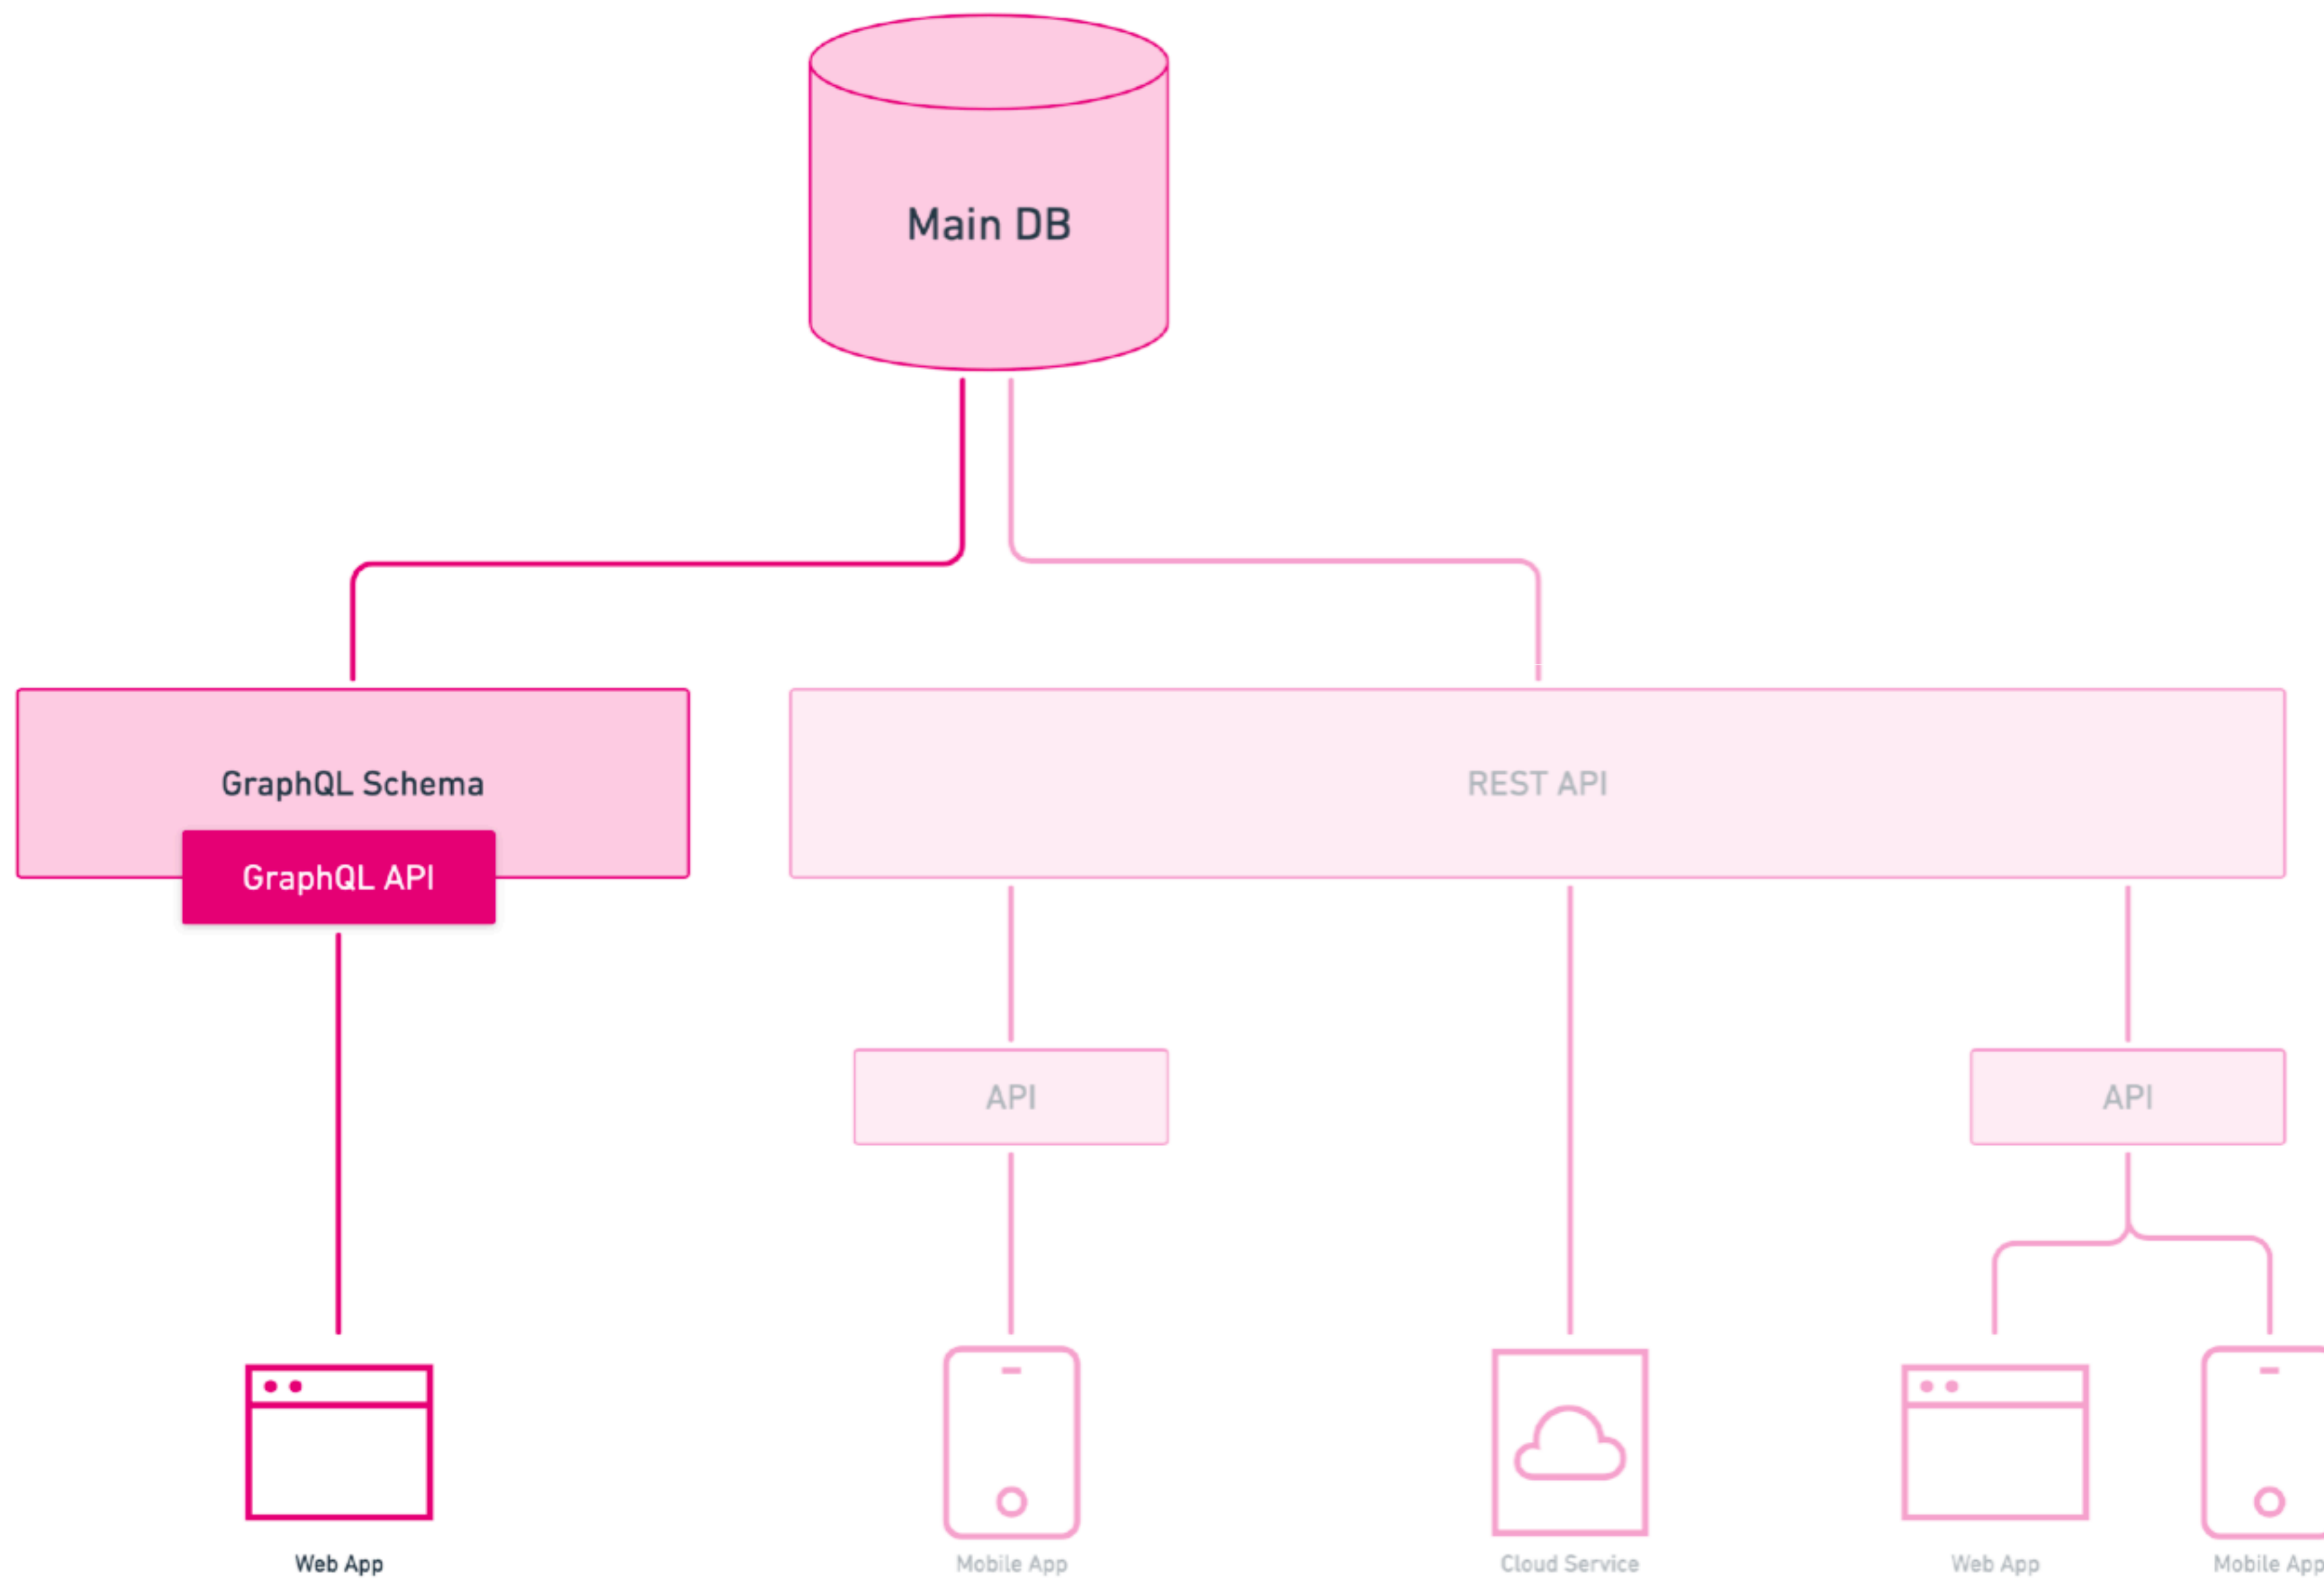 Main DB
GraphQL Schema
GraphQL API
REST API
API
API
Web App
Mobile App
Cloud Service
Web App
Mobile App